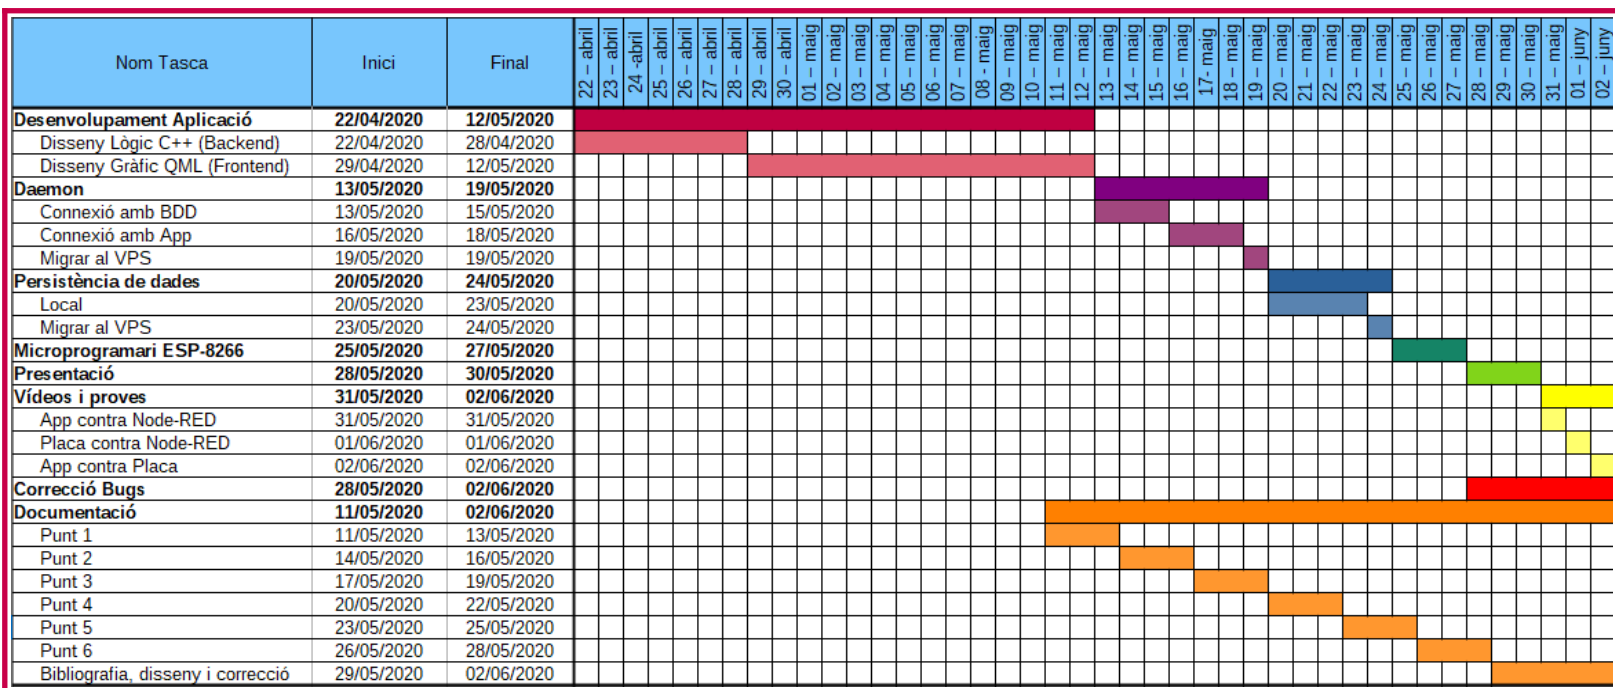 Nom Tasca Inici Final 22 – abril 23 – abril 24 -abril 25 – abril 26 – abril 27 – abril 28 – abril 29 – abril 30 – abril 01 – maig 02 – maig 03 – maig 04 – maig 05 – maig 06 – maig 07 – maig 08 - maig 09 – maig 10 – maig 11 – maig 12 – maig 13 – maig 14 – maig 15 – maig 16 – maig 17- maig 18 – maig 19 – maig 20 – maig 21 – maig 22 – maig 23 – maig 24 – maig 25 – maig 26 – maig 27 – maig 28 – maig 29 – maig 30 – maig 31 – maig 01 – juny 02 – juny
Desenvolupament Aplicació 22/04/2020 12/05/2020
Disseny Lògic C++ (Backend) 22/04/2020 28/04/2020
Disseny Gràfic QML (Frontend) 29/04/2020 12/05/2020
Daemon 13/05/2020 19/05/2020
Connexió amb BDD 13/05/2020 15/05/2020
Connexió amb App 16/05/2020 18/05/2020
Migrar al VPS 19/05/2020 19/05/2020
Persistència de dades 20/05/2020 24/05/2020
Local 20/05/2020 23/05/2020
Migrar al VPS 23/05/2020 24/05/2020
Microprogramari ESP-8266 25/05/2020 27/05/2020
Presentació 28/05/2020 30/05/2020
Vídeos i proves 31/05/2020 02/06/2020
App contra Node-RED 31/05/2020 31/05/2020
Placa contra Node-RED 01/06/2020 01/06/2020
App contra Placa 02/06/2020 02/06/2020
Correcció Bugs 28/05/2020 02/06/2020
Documentació 11/05/2020 02/06/2020
Punt 1 11/05/2020 13/05/2020
Punt 2 14/05/2020 16/05/2020
Punt 3 17/05/2020 19/05/2020
Punt 4 20/05/2020 22/05/2020
Punt 5 23/05/2020 25/05/2020
Punt 6 26/05/2020 28/05/2020
Bibliografia, disseny i correcció 29/05/2020 02/06/2020